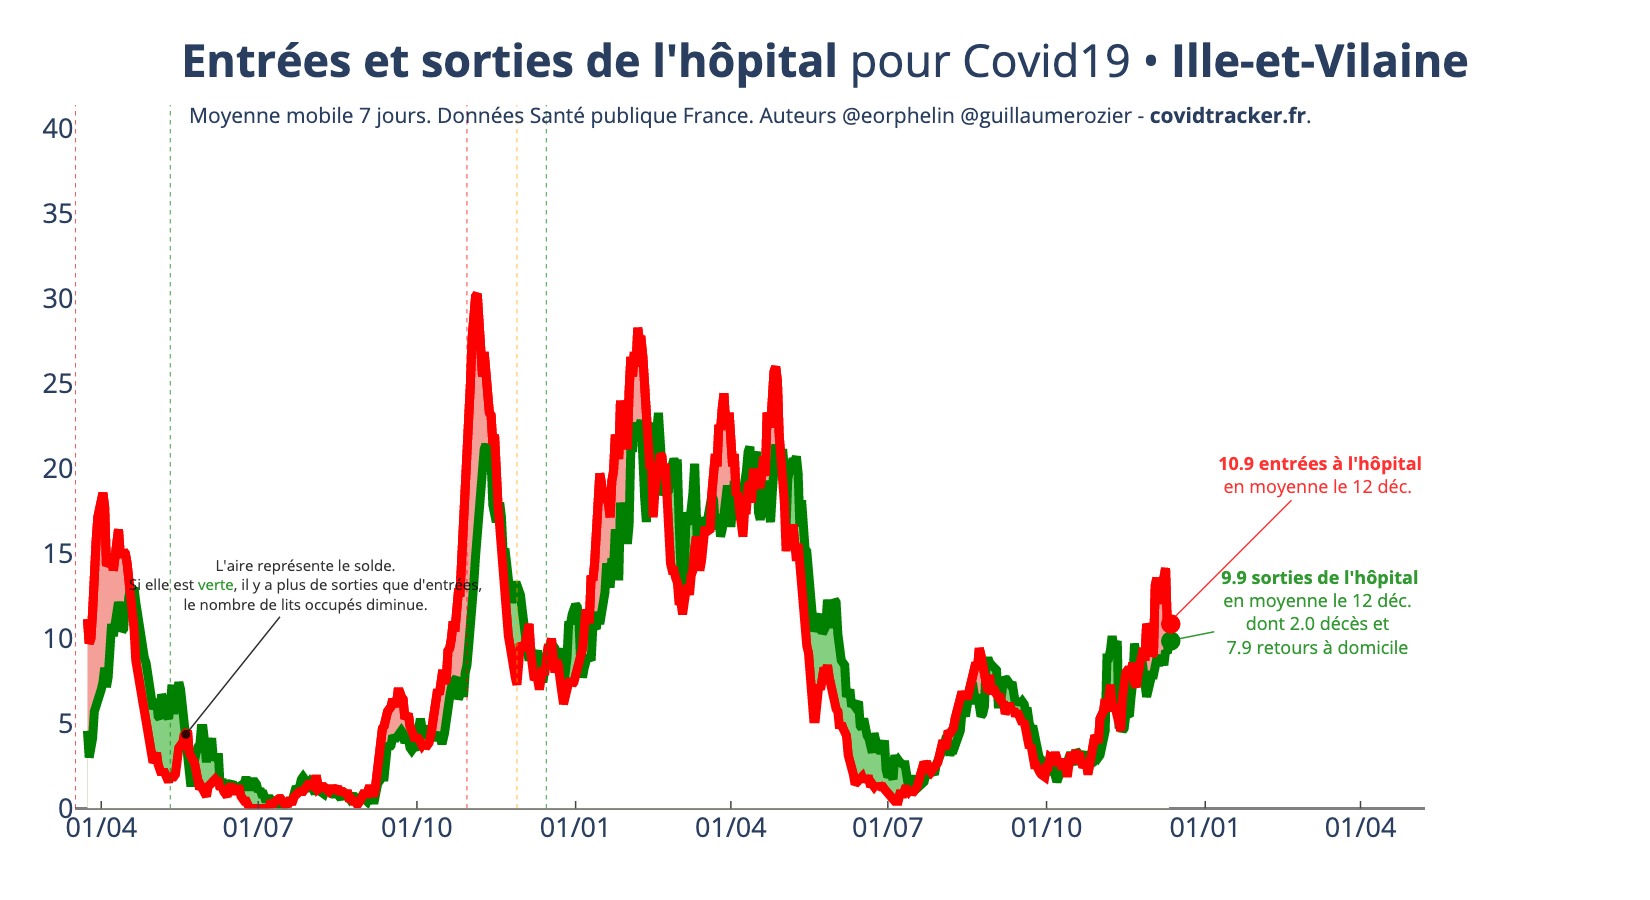 Entrées et sorties de l'hôpital pour Covid19 • Ille-et-Vilaine
Moyenne mobile 7 jours. Données Santé publique France. Auteurs @eorphelin @guillaumerozier - covidtracker.fr.
40
35
30
25
20
15
10
5
0
L'aire représente le solde.
Si elle est verte, il y a plus de sorties que d'entrées,
le nombre de lits occupés diminue.
10.9 entrées à l'hôpital
en moyenne le 12 déc.
9.9 sorties de l'hôpital
en moyenne le 12 déc.
dont 2.0 décès et
7.9 retours à domicile
01/04 01/07 01/10 01/01 01/04 01/07 01/10 01/01 01/04